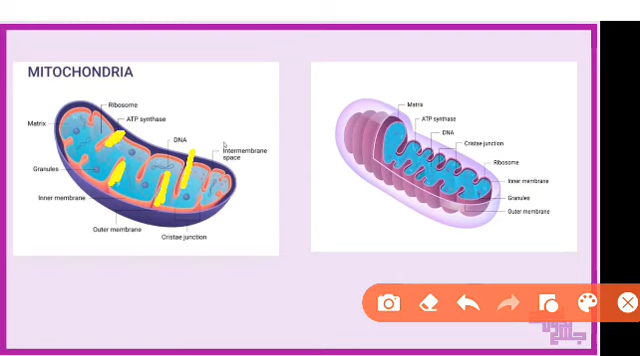 MITOCHONDRIA
Ribosome
Matrix
ATP synthase
DNA
Intermembrane
space
Granules
Inner membrane
Outer membrane
Cristae junction
Matrix
ATP synthase
DNA
Cristae junction
Ribosome
Inner membrane
Granules
Outer membrane